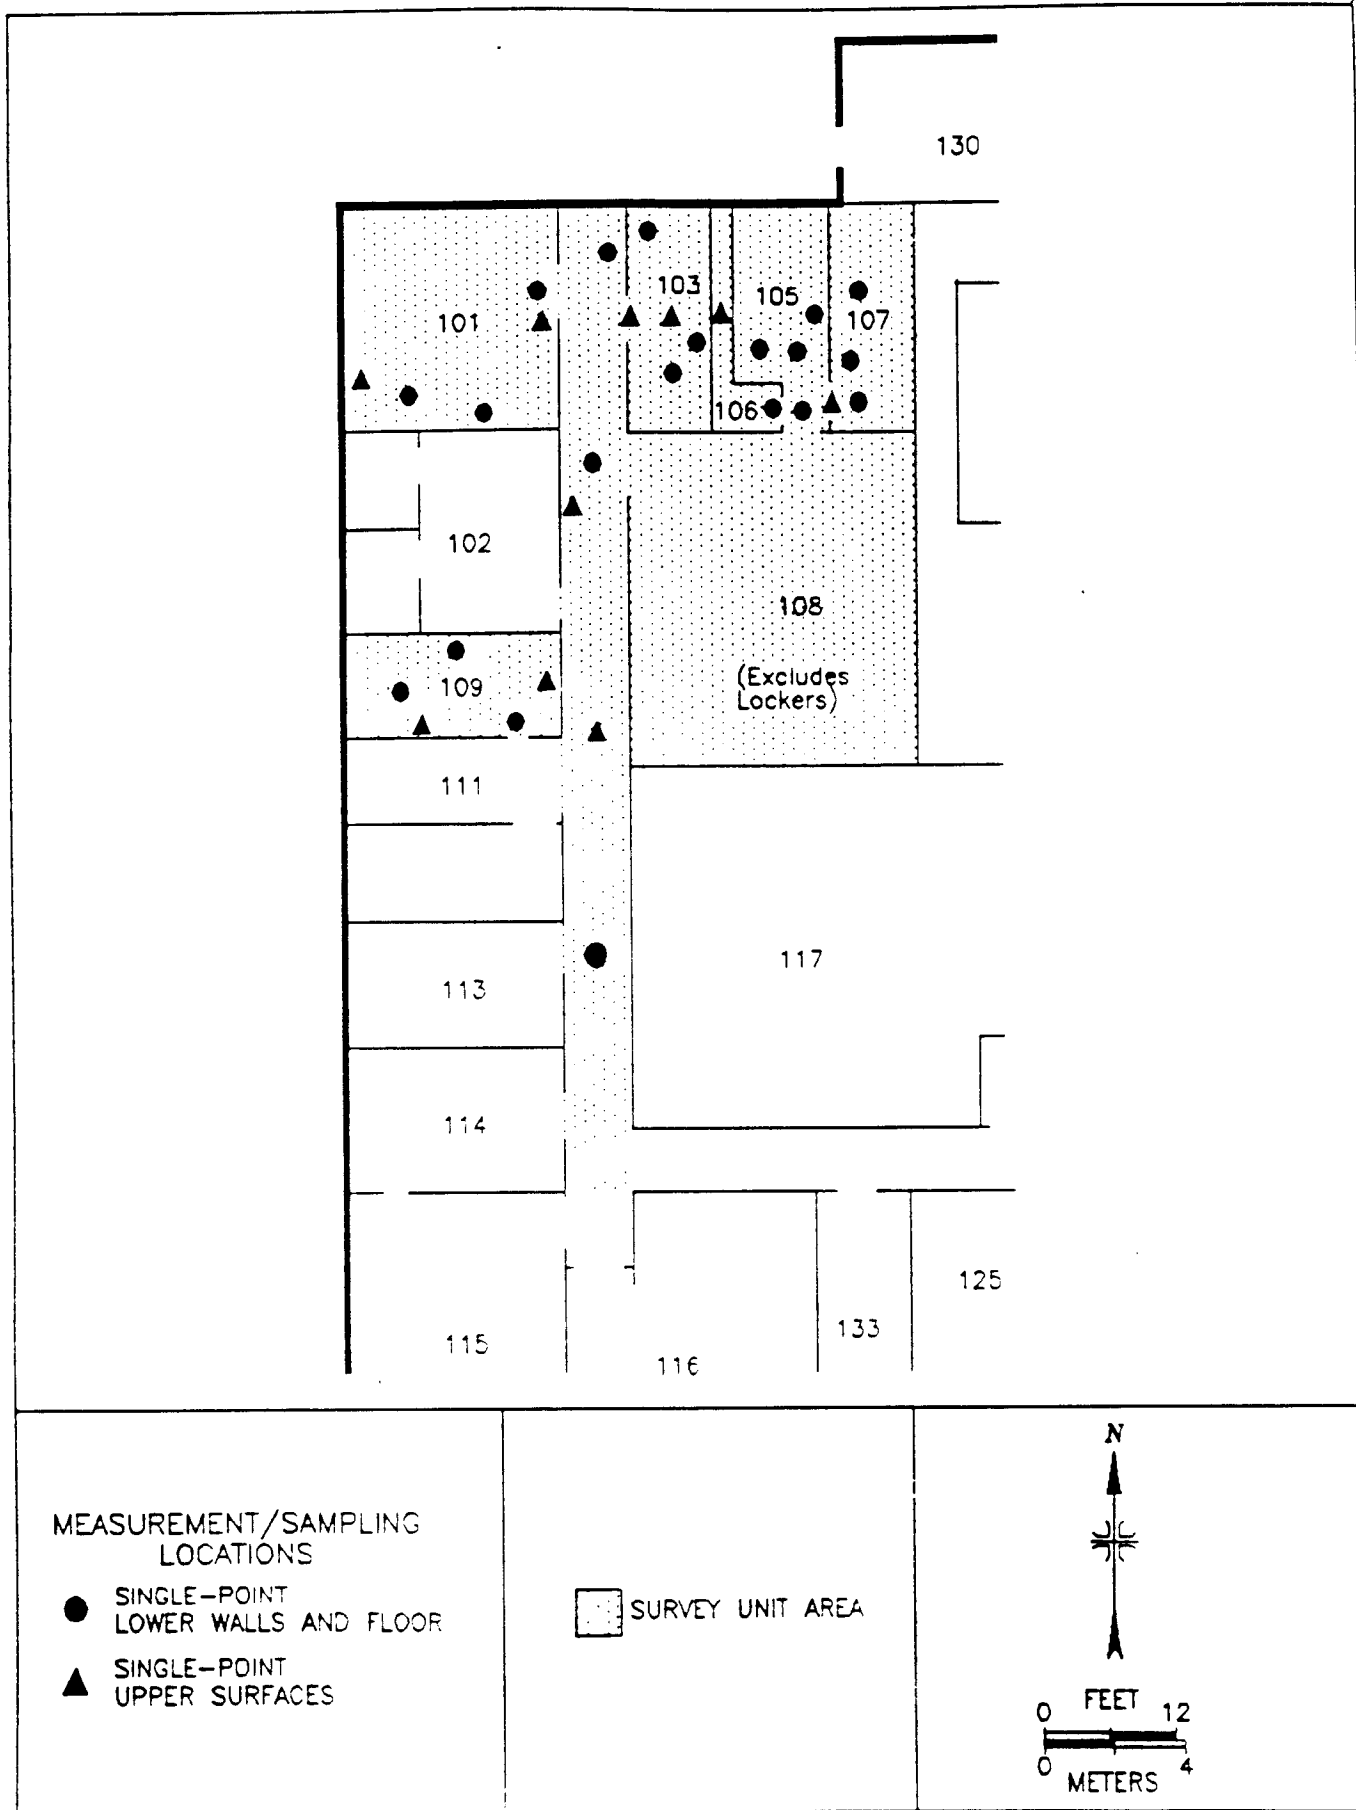 130
103
105
101
107
106
102
108
(Excludes
Lockers)
109
111
117
113
114
125
133
115
116
MEASUREMENT/SAMPLING
LOCATIONS
SINGLE-POINT
LOWER WALLS AND FLOOR
SINGLE-POINT
UPPER SURFACES
SURVEY UNIT AREA
N
FEET
0 12
0 4
METERS